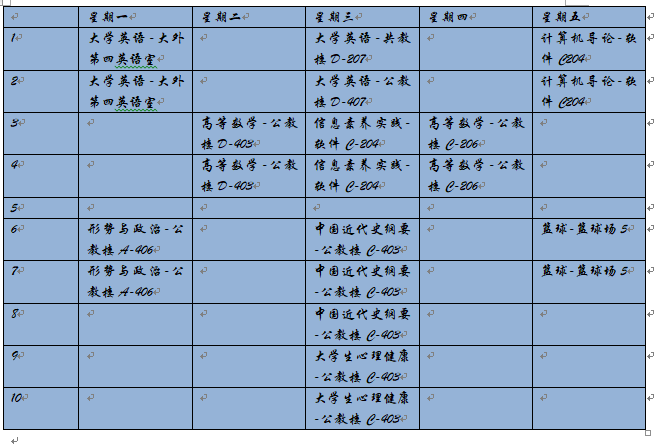 星期一 星期二 星期三 星期四 星期五
1 大学英语-大外 大学英语-共教 计算机导论-软
第四英语室 楼 D-207 件 C204
2 大学英语-大外 大学英语-公教 计算机导论-软
第四英语室 楼 D-407 件 C204
3 高等数学-公教 信息素养实践- 高等数学-公教
楼 D-403 软件 C-204 楼 C-206
4 高等数学-公教 信息素养实践- 高等数学-公教
楼 D-403 软件 C-204 楼 C-206
5
6 形势与政治-公 中国近代史纲要 篮球-篮球场 5
教楼 A-406 -公教楼 C-403
7 形势与政治-公 中国近代史纲要 篮球-篮球场 5
教楼 A-406 -公教楼 C-403
8 中国近代史纲要
-公教楼 C-403
9 大学生心理健康
-公教楼 C-403
10 大学生心理健康
-公教楼 C-403